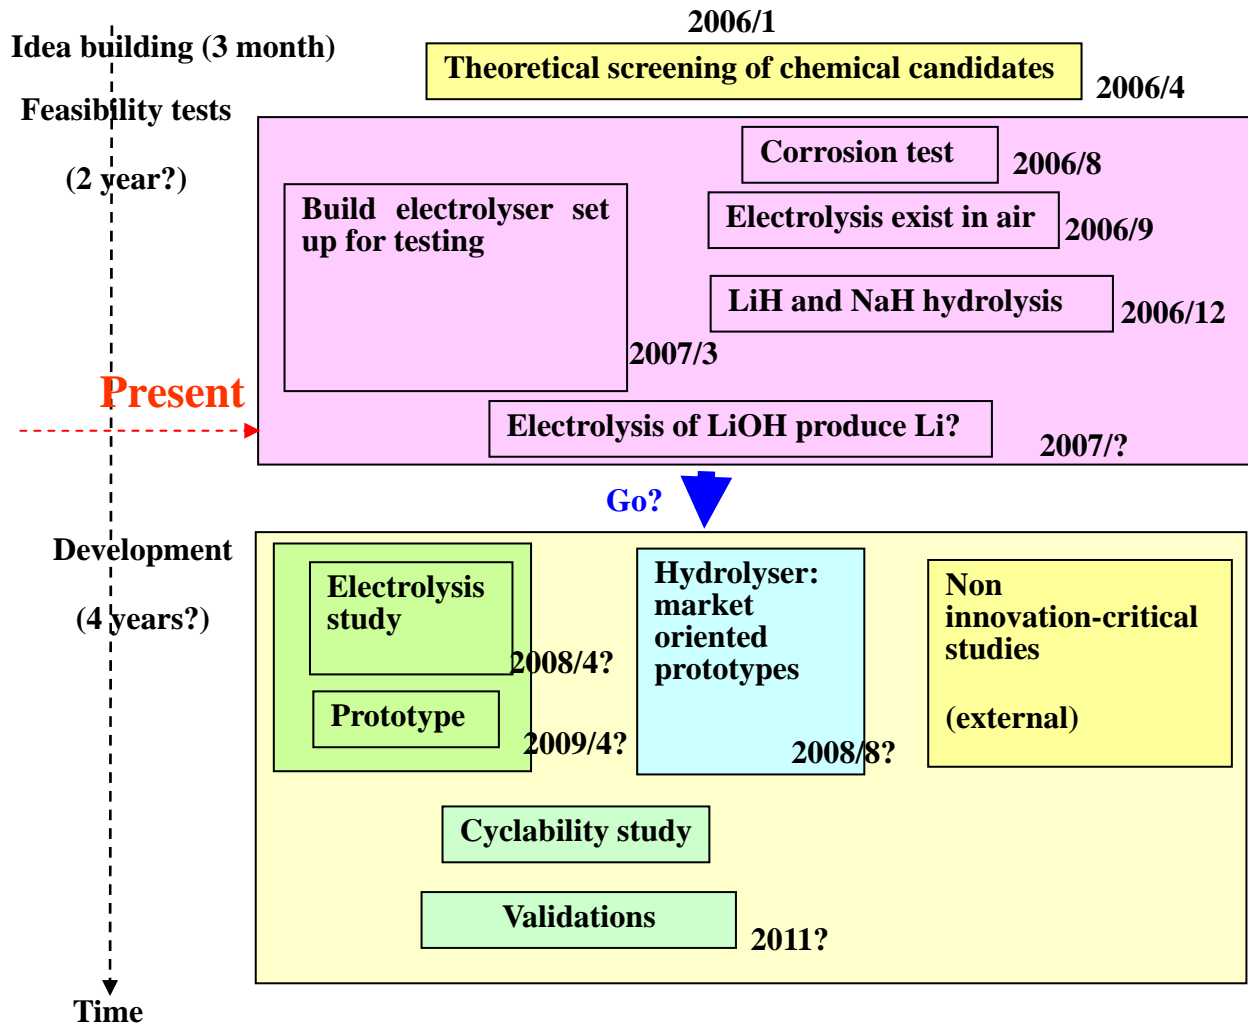 2006/1
Idea building (3 month)
Theoretical screening of chemical candidates
2006/4
Feasibility tests
(2 year?)
Corrosion test
2006/8
Build electrolyser set
up for testing
2007/3
Electrolysis exist in air
2006/9
LiH and NaH hydrolysis
2006/12
Present
Electrolysis of LiOH produce Li?
2007/?
Go?
Development
(4 years?)
Electrolysis
study
2008/4?
Prototype
2009/4?
Hydrolyser:
market
oriented
prototypes
2008/8?
Non
innovation-critical
studies
(external)
Cyclability study
Validations
2011?
Time